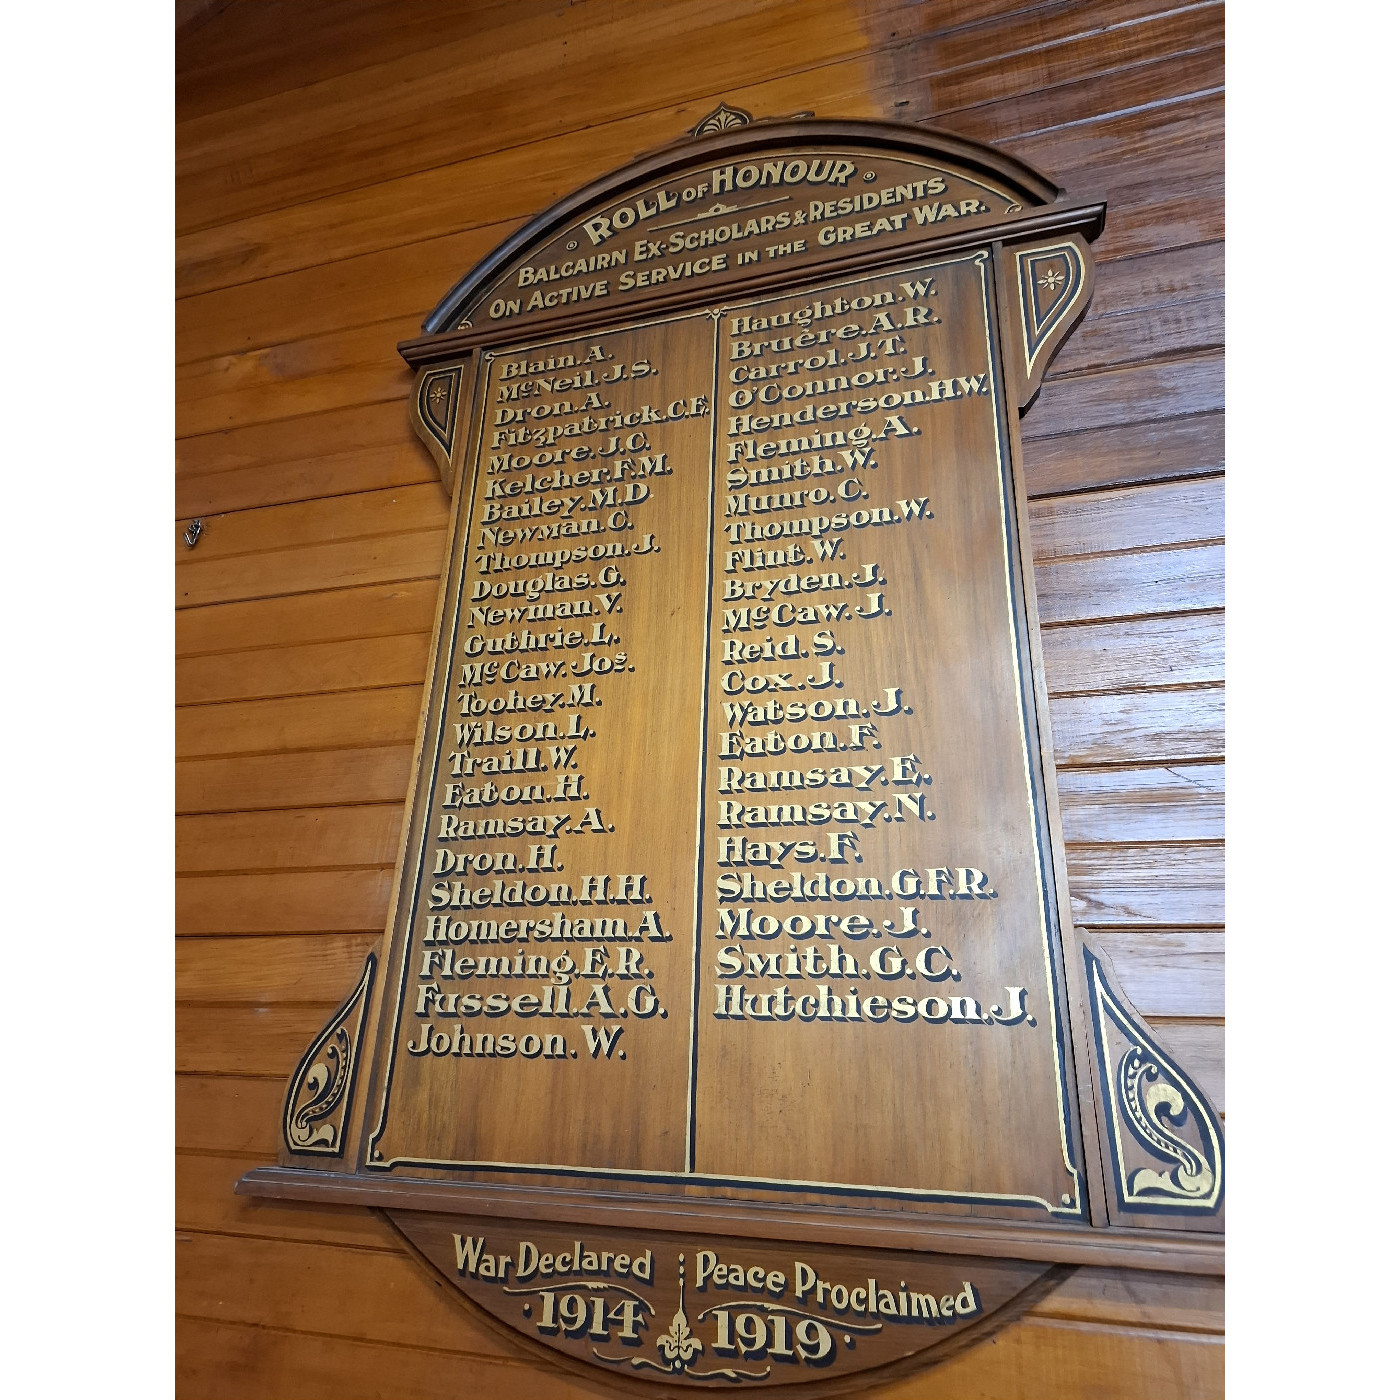 ROLL OF HONOUR
BALCAIRN EX-SCHOLARS & RESIDENTS
ON ACTIVE SERVICE IN THE GREAT WAR.
Blain. A.
McNeil. J. S.
Dron. A.
Fitzpatrick. C.F.
Moore. J. C.
Kelcher. F. M.
Bailey. M. D
Newman. C.
Thompson. J.
Douglas. G.
Newman. V.
Guthrie. L.
McCaw. Jos.
Toohey. M.
Wilson. L.
Traill. W.
Eaton. H.
Ramsay. A.
Dron. H.
Sheldon. H. H.
Homersham. A.
Fleming. E. R.
Fussell. A. G.
Johnson. W.
Haughton. W.
Bruère. A. R.
Carrol. J. T.
O'Connor. J.
Henderson. H.W.
Fleming. A.
Smith. W.
Munro. C.
Thompson. W.
Flint. W.
Bryden. J.
McCaw. J.
Reid. S.
Cox. J.
Watson. J.
Eaton. F.
Ramsay. E.
Ramsay. N.
Hays. F.
Sheldon. G. F. R.
Moore. J.
Smith. G. C.
Hutchieson. J.
War Declared
1914
Peace Proclaimed
1919